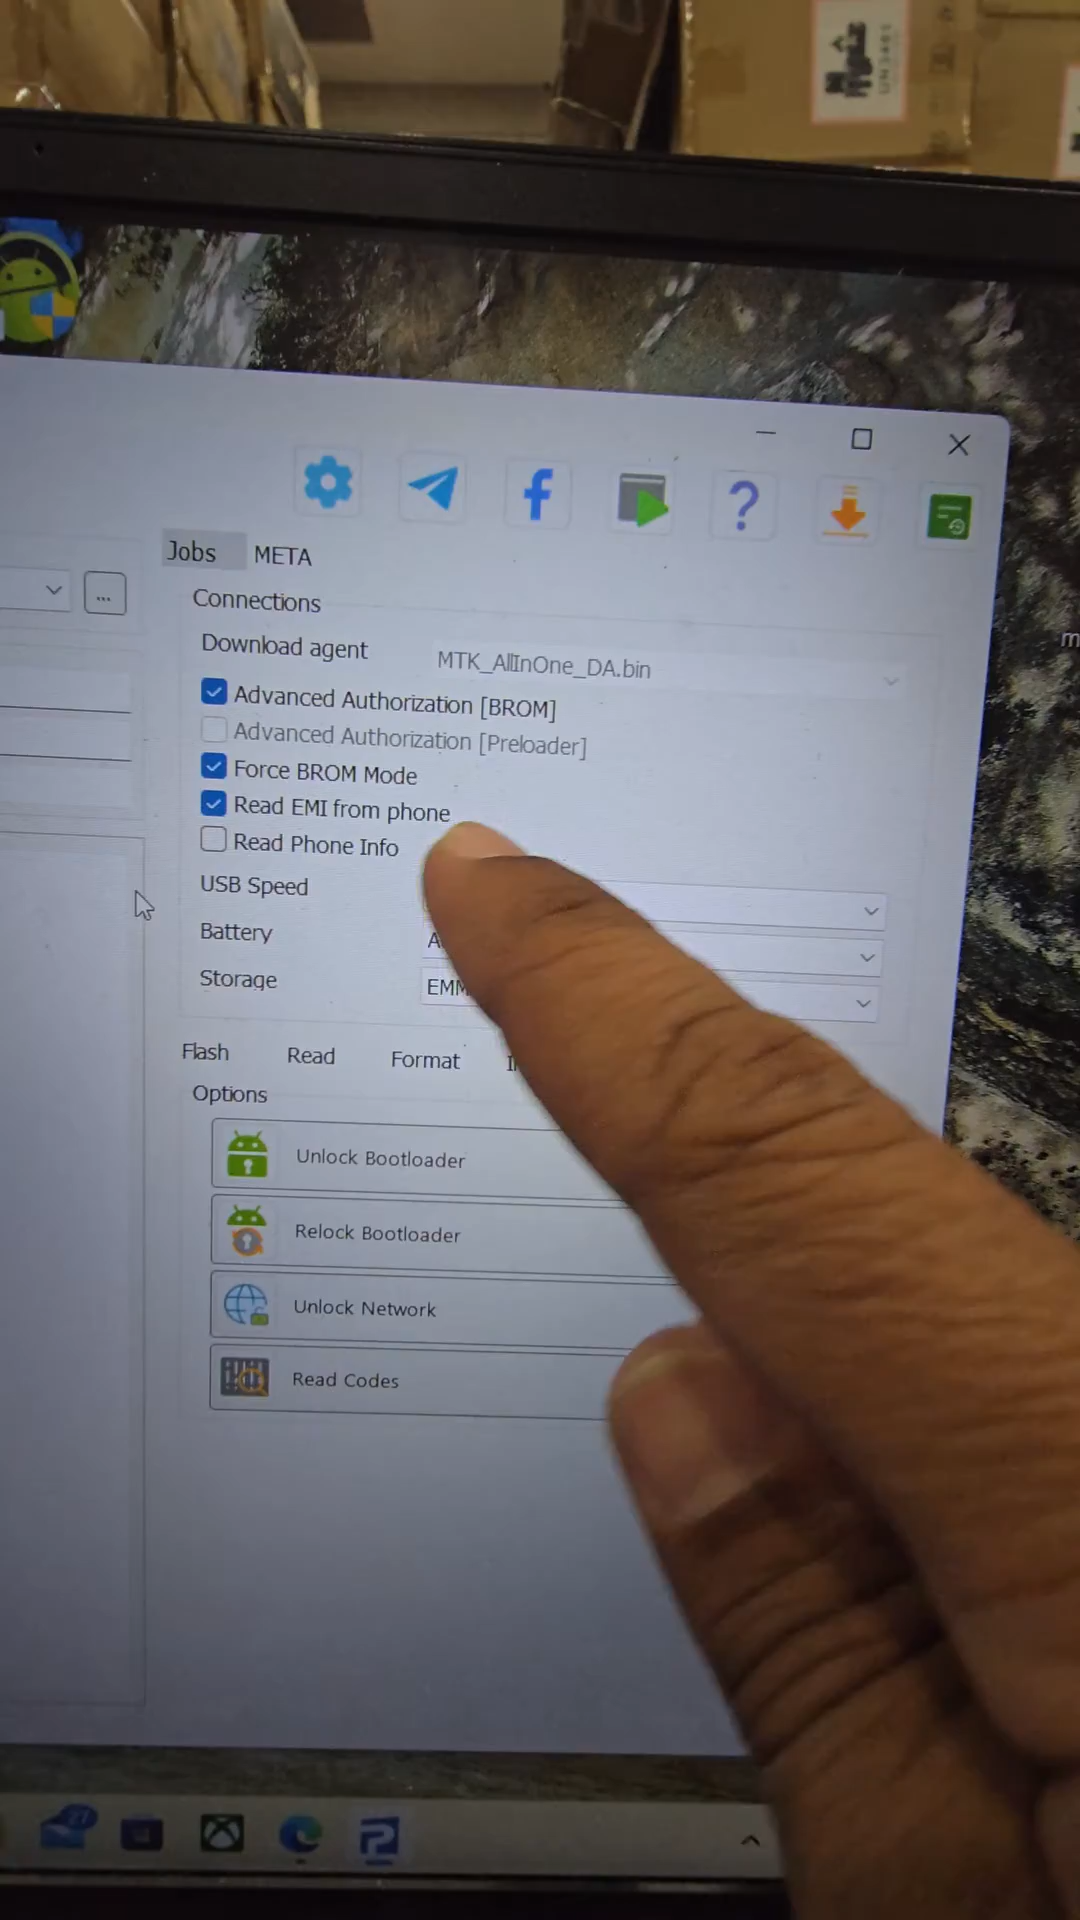 UN3481
Jobs META
Connections
Download agent MTK_AllInOne_DA.bin
...
Advanced Authorization [BROM]
Advanced Authorization [Preloader]
Force BROM Mode
Read EMI from phone
Read Phone Info
USB Speed
Battery
Storage
Flash Read Format
Options
Unlock Bootloader
Relock Bootloader
Unlock Network
Read Codes
27